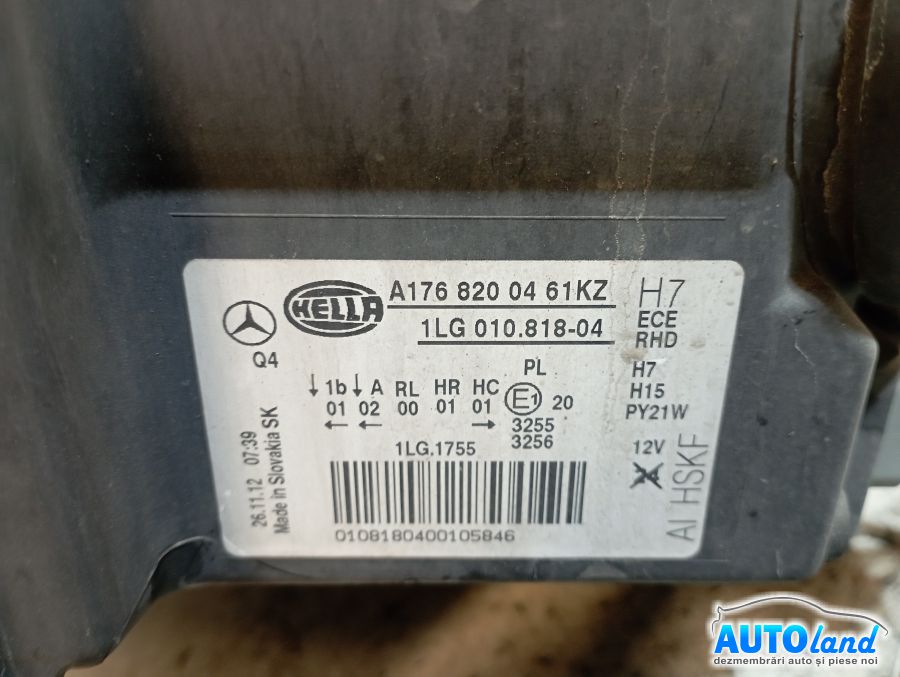 HELLA
A176 820 04 61KZ
1LG 010.818-04
H7
ECE
RHD
Q4
PL
↓1b ↓A RL HR HC
01 02 00 01 01
← ← →
E1 20
3255
3256
H7
H15
PY21W
12V
1LG.1755
0108180400105846
26.11.12 07:39
Made in Slovakia SK
AI HSKF
AUTOland
dezmembrări auto și piese noi